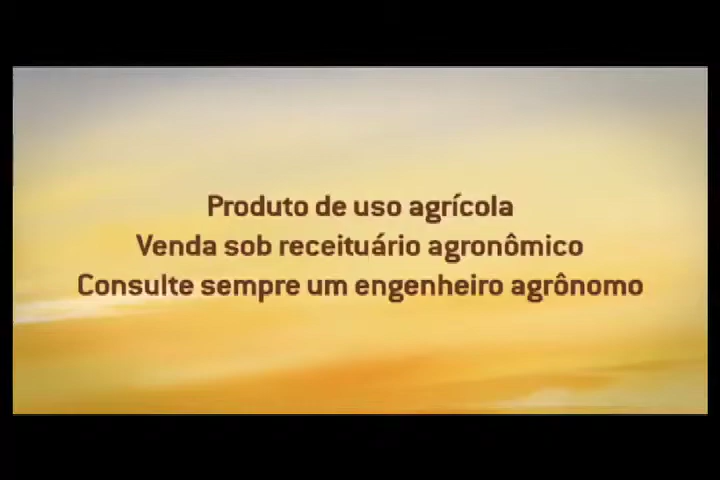 Produto de uso agrícola
Venda sob receituário agronômico
Consulte sempre um engenheiro agrônomo